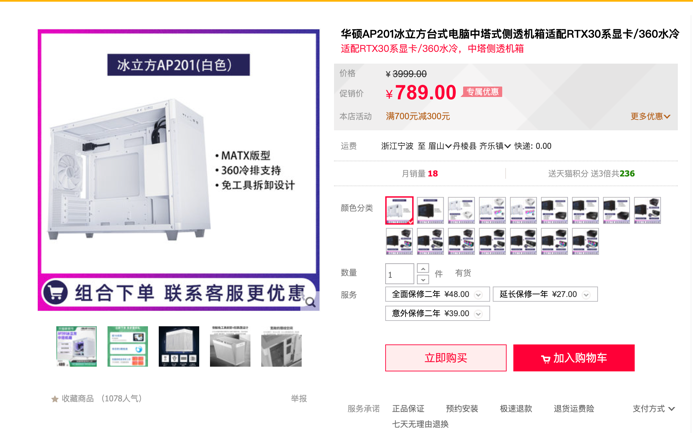 华硕AP201冰立方台式电脑中塔式侧透机箱适配RTX30系显卡/360水冷
适配RTX30系显卡/360水冷，中塔侧透机箱
冰立方AP201(白色)
• MATX版型
• 360冷排支持
• 免工具拆卸设计
组合下单 联系客服更优惠
收藏商品 (1078人气)
举报
价格 ¥ 3999.00
促销价 ¥ 789.00 专属优惠
本店活动 满700元减300元 更多优惠
运费 浙江宁波 至 眉山 丹棱县 齐乐镇 快递: 0.00
月销量 18 送天猫积分 送3倍共236
颜色分类
数量 1 件 有货
服务 全面保修二年 ¥48.00 延长保修一年 ¥27.00
意外保修二年 ¥39.00
立即购买 加入购物车
服务承诺 正品保证 预约安装 极速退款 退货运费险 支付方式
七天无理由退换